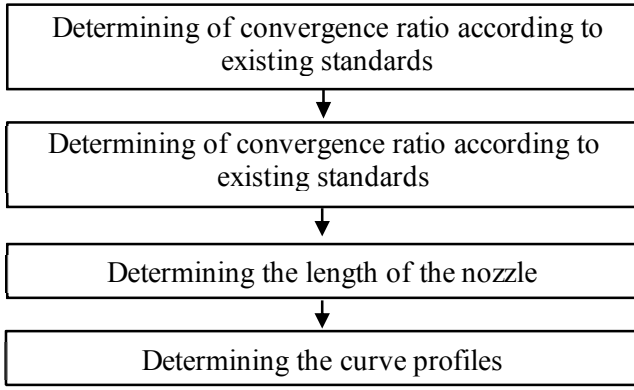 Determining of convergence ratio according to
existing standards
Determining of convergence ratio according to
existing standards
Determining the length of the nozzle
Determining the curve profiles